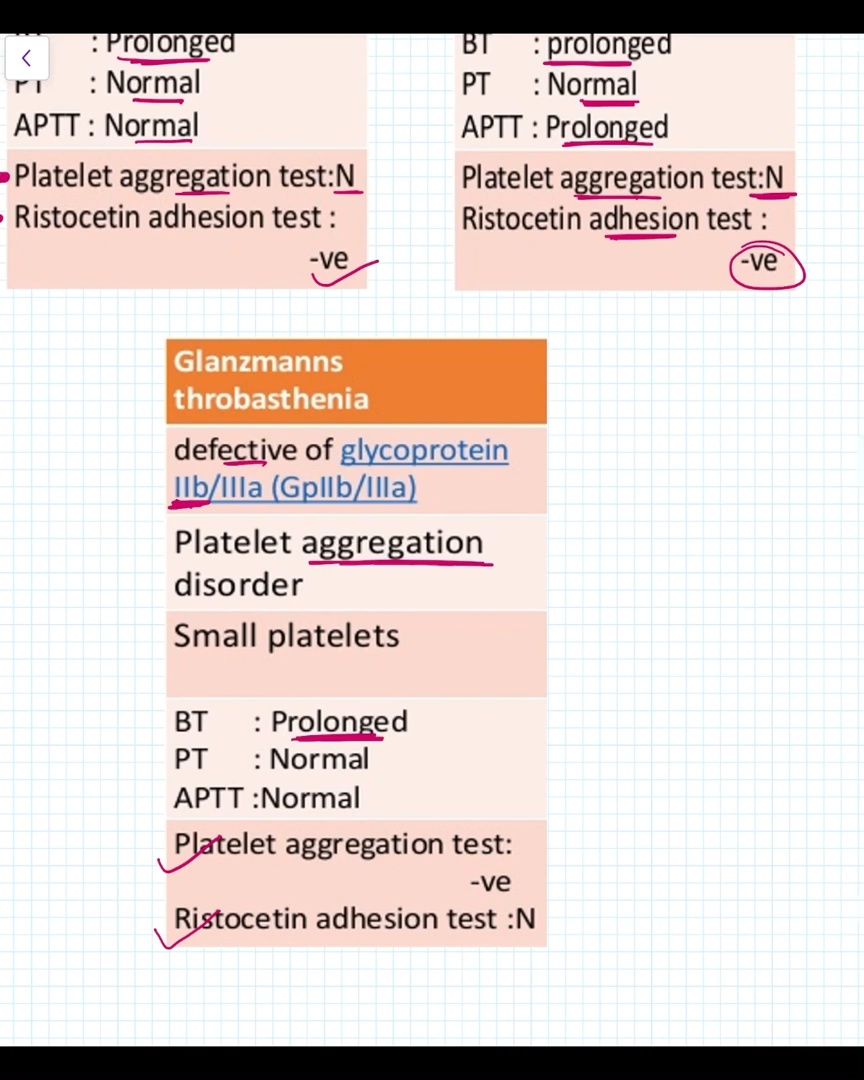 : Prolonged
PT : Normal
APTT : Normal
Platelet aggregation test:N
Ristocetin adhesion test :
-ve
BT : prolonged
PT : Normal
APTT : Prolonged
Platelet aggregation test:N
Ristocetin adhesion test :
-ve
Glanzmanns
throbasthenia
defective of glycoprotein
IIb/IIIa (GpIIb/IIIa)
Platelet aggregation
disorder
Small platelets
BT : Prolonged
PT : Normal
APTT :Normal
Platelet aggregation test:
-ve
Ristocetin adhesion test :N